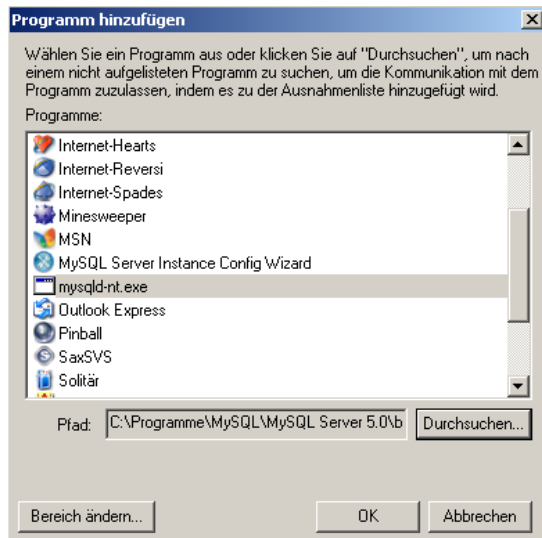 Programm hinzufügen
Wählen Sie ein Programm aus oder klicken Sie auf "Durchsuchen", um nach
einem nicht aufgelisteten Programm zu suchen, um die Kommunikation mit dem
Programm zuzulassen, indem es zu der Ausnahmenliste hinzugefügt wird.
Programme:
Internet-Hearts
Internet-Reversi
Internet-Spades
Minesweeper
MSN
MySQL Server Instance Config Wizard
mysqld-nt.exe
Outlook Express
Pinball
SaxSVS
Solitär
Pfad: C:\Programme\MySQL\MySQL Server 5.0\b Durchsuchen...
Bereich ändern... OK Abbrechen